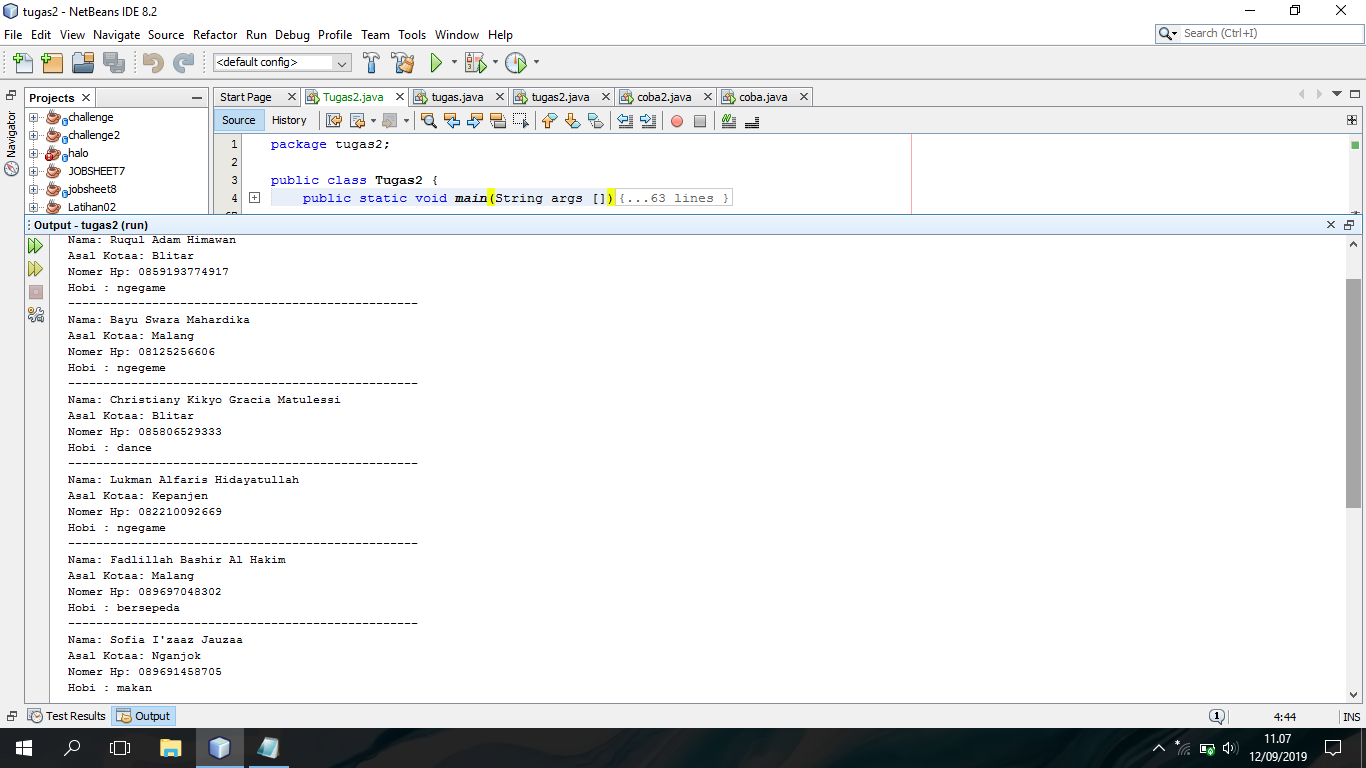 tugas2 - NetBeans IDE 8.2
File Edit View Navigate Source Refactor Run Debug Profile Team Tools Window Help
Search (Ctrl+I)
<default config>
Navigator
Projects
challenge
challenge2
halo
JOBSHEET7
jobsheet8
Latihan02
Start Page Tugas2.java tugas.java tugas2.java coba2.java coba.java
Source History
1 package tugas2;
2
3 public class Tugas2 {
4 public static void main(String args []) {...63 lines }
Output - tugas2 (run)
Nama: Ruqul Adam Himawan
Asal Kotaa: Blitar
Nomer Hp: 0859193774917
Hobi : ngegame
--------------------------------------------------
Nama: Bayu Swara Mahardika
Asal Kotaa: Malang
Nomer Hp: 08125256606
Hobi : ngegeme
--------------------------------------------------
Nama: Christiany Kikyo Gracia Matulessi
Asal Kotaa: Blitar
Nomer Hp: 085806529333
Hobi : dance
--------------------------------------------------
Nama: Lukman Alfaris Hidayatullah
Asal Kotaa: Kepanjen
Nomer Hp: 082210092669
Hobi : ngegame
--------------------------------------------------
Nama: Fadlillah Bashir Al Hakim
Asal Kotaa: Malang
Nomer Hp: 089697048302
Hobi : bersepeda
--------------------------------------------------
Nama: Sofia I'zaaz Jauzaa
Asal Kotaa: Nganjok
Nomer Hp: 089691458705
Hobi : makan
Test Results Output
1 4:44 INS
11.07
12/09/2019